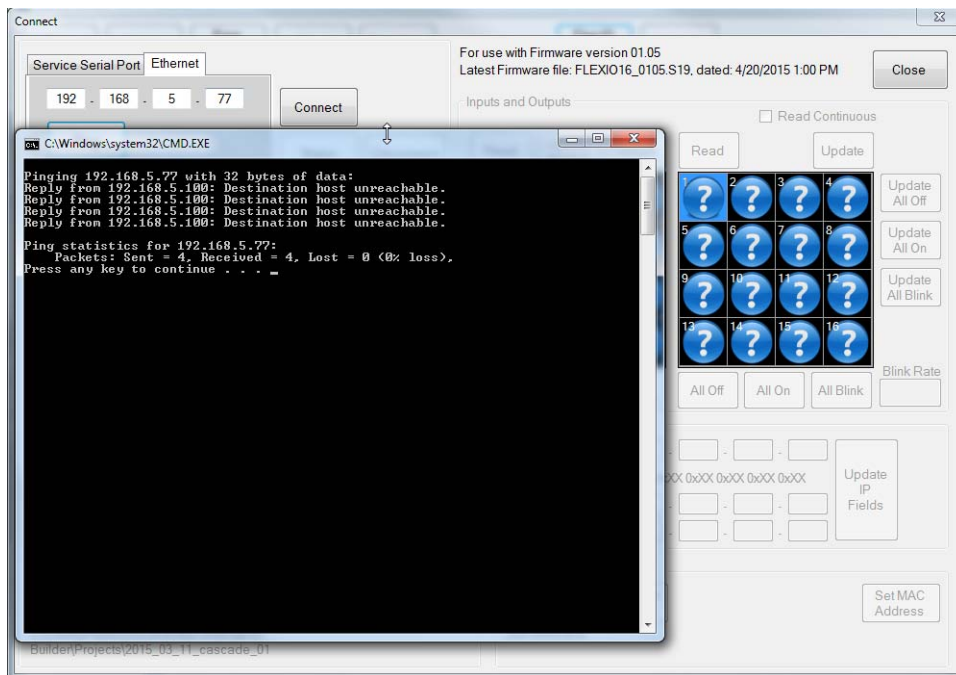 Connect
For use with Firmware version 01.05
Latest Firmware file: FLEXIO16_0105.S19, dated: 4/20/2015 1:00 PM
Close
Service Serial Port
Ethernet
192 . 168 . 5 . 77
Connect
Inputs and Outputs
Read Continuous
Read
Update
C:\Windows\system32\CMD.EXE
Pinging 192.168.5.77 with 32 bytes of data:
Reply from 192.168.5.100: Destination host unreachable.
Reply from 192.168.5.100: Destination host unreachable.
Reply from 192.168.5.100: Destination host unreachable.
Reply from 192.168.5.100: Destination host unreachable.
Ping statistics for 192.168.5.77:
Packets: Sent = 4, Received = 4, Lost = 0 (0% loss),
Press any key to continue . . . _
1 ? 2 ? 3 ? 4 ?
5 ? 6 ? 7 ? 8 ?
9 ? 10 ? 11 ? 12 ?
13 ? 14 ? 15 ? 16 ?
Update
All Off
Update
All On
Update
All Blink
Blink Rate
All Off
All On
All Blink
0xXX 0xXX 0xXX
Update
IP
Fields
Set MAC
Address
Builder\Projects\2015_03_11_cascade_01